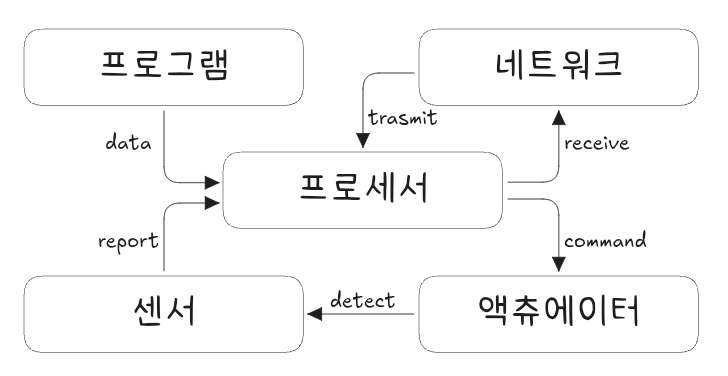 프로그램
네트워크
trasmit
data
receive
프로세서
report
command
센서
detect
액츄에이터